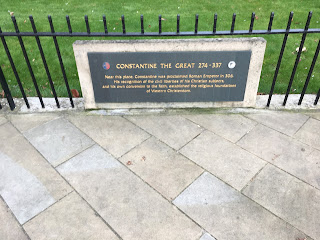 CONSTANTINE THE GREAT 274 - 337
Near this place, Constantine was proclaimed Roman Emperor in 306.
His recognition of the civil liberties of his Christian subjects,
and his own conversion to the faith, established the religious foundations
of Western Christendom.